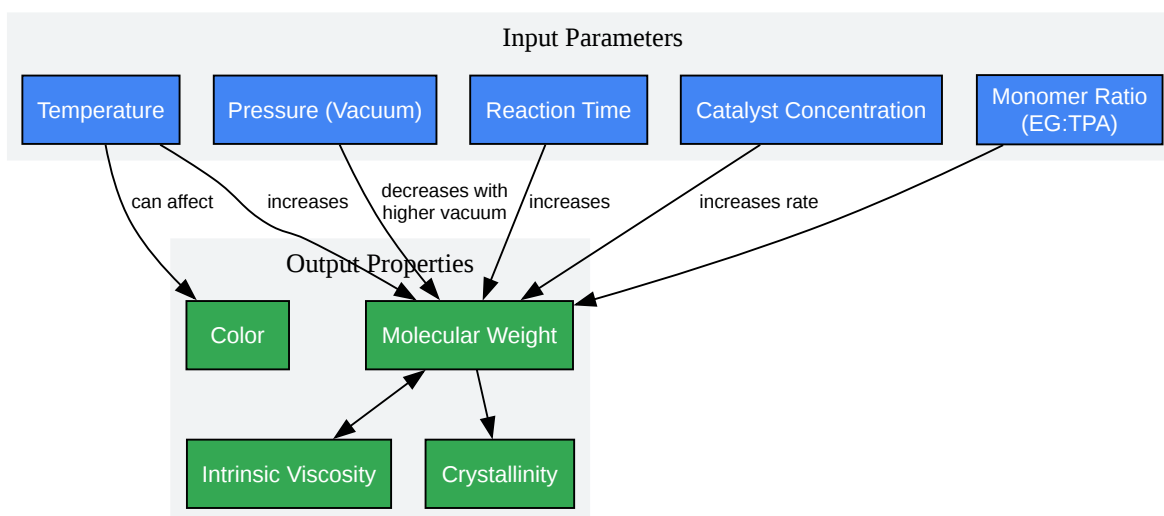 Input Parameters
Temperature
Pressure (Vacuum)
Reaction Time
Catalyst Concentration
Monomer Ratio
(EG:TPA)
can affect
increases
decreases with
higher vacuum
increases
increases rate
Output Properties
Color
Molecular Weight
Intrinsic Viscosity
Crystallinity